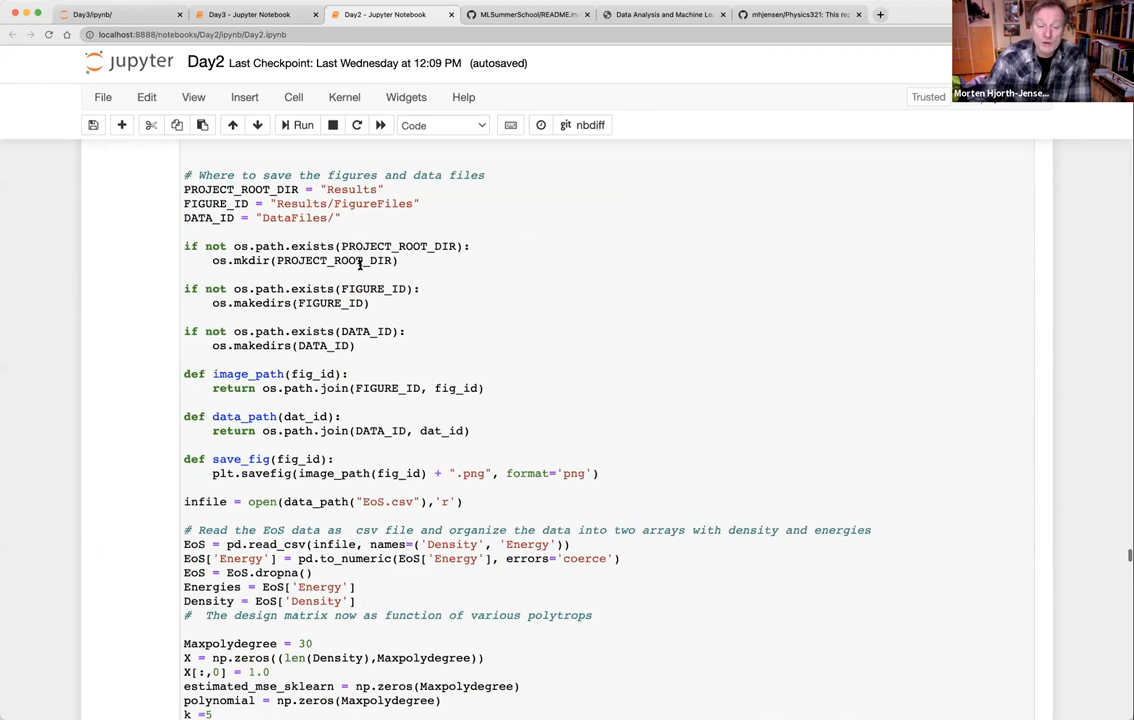 Day3/ipynb/
Day3 - Jupyter Notebook
Day2 - Jupyter Notebook
MLSummerSchool/README.m
Data Analysis and Machine Le
mhjensen/Physics321: This re
localhost:8888/notebooks/Day2/ipynb/Day2.ipynb
jupyter Day2 Last Checkpoint: Last Wednesday at 12:09 PM (autosaved)
Morten Hjorth-Jense...
File Edit View Insert Cell Kernel Widgets Help Trusted
Run Code nbdiff
# Where to save the figures and data files
PROJECT_ROOT_DIR = "Results"
FIGURE_ID = "Results/FigureFiles"
DATA_ID = "DataFiles/"
if not os.path.exists(PROJECT_ROOT_DIR):
os.mkdir(PROJECT_ROOT_DIR)
if not os.path.exists(FIGURE_ID):
os.makedirs(FIGURE_ID)
if not os.path.exists(DATA_ID):
os.makedirs(DATA_ID)
def image_path(fig_id):
return os.path.join(FIGURE_ID, fig_id)
def data_path(dat_id):
return os.path.join(DATA_ID, dat_id)
def save_fig(fig_id):
plt.savefig(image_path(fig_id) + ".png", format='png')
infile = open(data_path("EoS.csv"),'r')
# Read the EoS data as  csv file and organize the data into two arrays with density and energies
EoS = pd.read_csv(infile, names=('Density', 'Energy'))
EoS['Energy'] = pd.to_numeric(EoS['Energy'], errors='coerce')
EoS = EoS.dropna()
Energies = EoS['Energy']
Density = EoS['Density']
#  The design matrix now as function of various polytrops
Maxpolydegree = 30
X = np.zeros((len(Density),Maxpolydegree))
X[:,0] = 1.0
estimated_mse_sklearn = np.zeros(Maxpolydegree)
polynomial = np.zeros(Maxpolydegree)
k =5